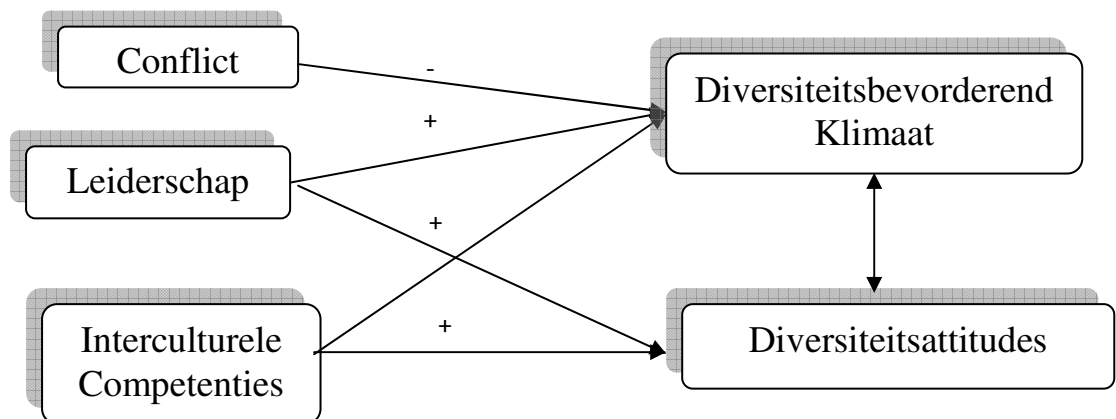 Conflict
-
Diversiteitsbevorderend
Klimaat
+
Leiderschap
+
Interculturele
Competenties
+
Diversiteitsattitudes